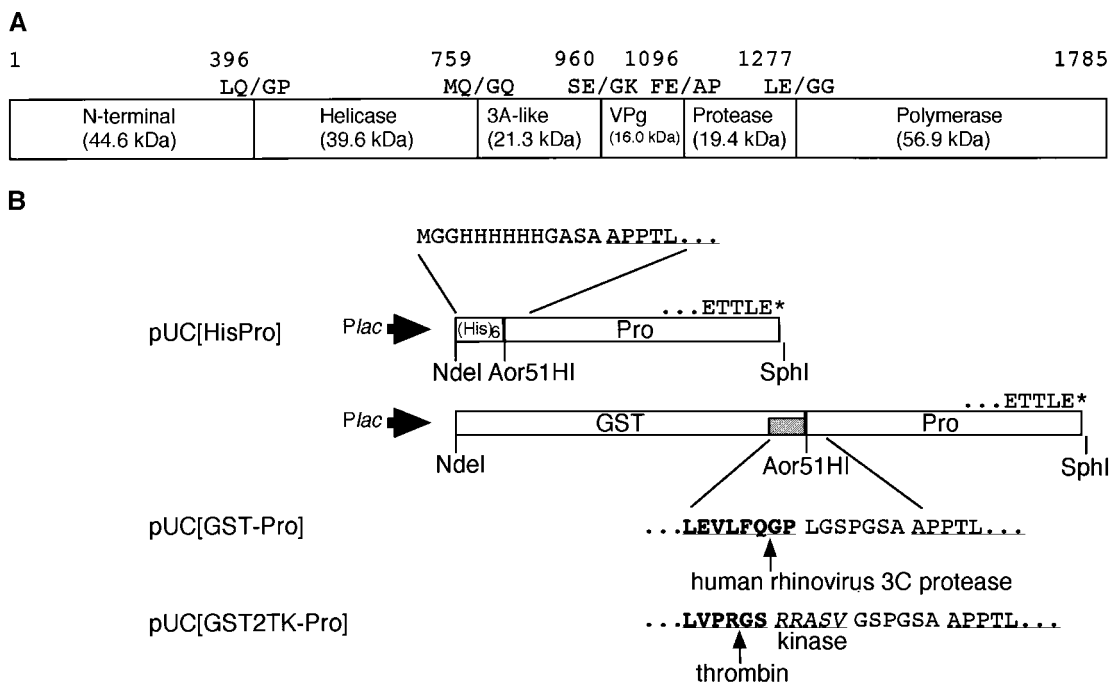 A
1 396 759 960 1096 1277 1785
LQ/GP MQ/GQ SE/GK FE/AP LE/GG
N-terminal Helicase 3A-like VPg Protease Polymerase
(44.6 kDa) (39.6 kDa) (21.3 kDa) (16.0 kDa) (19.4 kDa) (56.9 kDa)
B
MGGHHHHHHGASA APPTL...
...ETTLE*
pUC[HisPro] Plac (His)6 Pro
NdeI Aor51HI SphI
...ETTLE*
Plac GST Pro
NdeI Aor51HI SphI
pUC[GST-Pro] ...LEVLFQGP LGSPGSA APPTL...
human rhinovirus 3C protease
pUC[GST2TK-Pro] ...LVPRGS RRASV GSPGSA APPTL...
kinase
thrombin